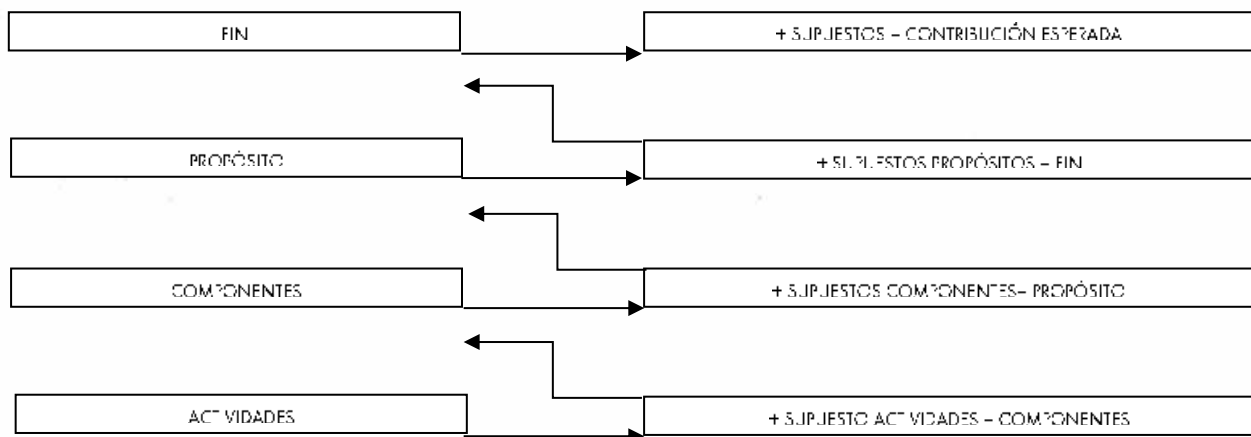 FIN
+ SUPUESTOS – CONTRIBUCIÓN ESPERADA
PROPÓSITO
+ SUPUESTOS PROPÓSITOS – FIN
COMPONENTES
+ SUPUESTOS COMPONENTES– PROPÓSITO
ACTIVIDADES
+ SUPUESTO ACTIVIDADES – COMPONENTES